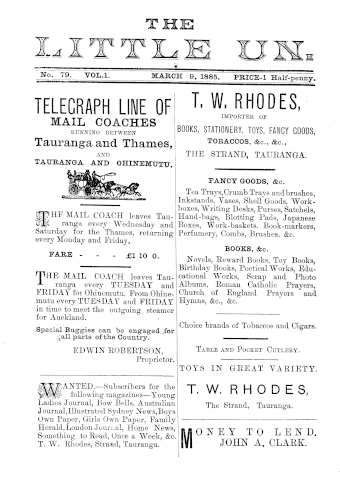 THE
LITTLE UN.
No. 79. VOL.1. MARCH 9, 1885. PRICE-1 Half-penny.
TELEGRAPH LINE OF
MAIL COACHES
RUNNING BETWEEN
Tauranga and Thames,
AND
TAURANGA AND OHINEMUTU.
THE MAIL COACH leaves Tau-
ranga every Wednesday and
Saturday for the Thames, returning
every Monday and Friday,
FARE - - - £1 10 0.
THE MAIL COACH leaves Tau-
ranga every TUESDAY and
FRIDAY for Ohinemutu. From Ohine-
mutu every TUESDAY and FRIDAY
in time to meet the outgoing steamer
for Auckland.
Special Buggies can be engaged for
all parts of the Country.
EDWIN ROBERTSON,
Proprietor.
WANTED.—Subscribers for the
following magazines—Young
Ladies Journal, Bow Bells, Australian
Journal, Illustrated Sydney News, Boys
Own Paper, Girls Own Paper, Family
Herald, London Journal, Home News,
Something to Read, Once a Week, &c.
T. W. Rhodes, Strand, Tauranga.
T. W. RHODES,
IMPORTER OF
BOOKS, STATIONERY, TOYS, FANCY GOODS,
TOBACCOS, &c., &c.,
THE STRAND, TAURANGA.
FANCY GOODS, &c.
Tea Trays, Crumb Trays and brushes,
Inkstands, Vases, Shell Goods, Work-
boxes, Writing Desks, Purses, Satchels,
Hand-bags, Blotting Pads, Japanese
Boxes, Work-baskets. Book-markers,
Perfumery, Combs, Brushes. &c.
BOOKS, &c.
Novels, Reward Books, Toy Books,
Birthday Books, Poetical Works, Edu-
cational Works, Scrap and Photo
Albums, Roman Catholic Prayers,
Church of England Prayers and
Hymns, &c., &c.
Choice brands of Tobaccos and Cigars.
TABLE AND POCKET CUTLERY.
TOYS IN GREAT VARIETY.
T. W. RHODES,
The Strand, Tauranga.
MONEY TO LEND.
JOHN A. CLARK.